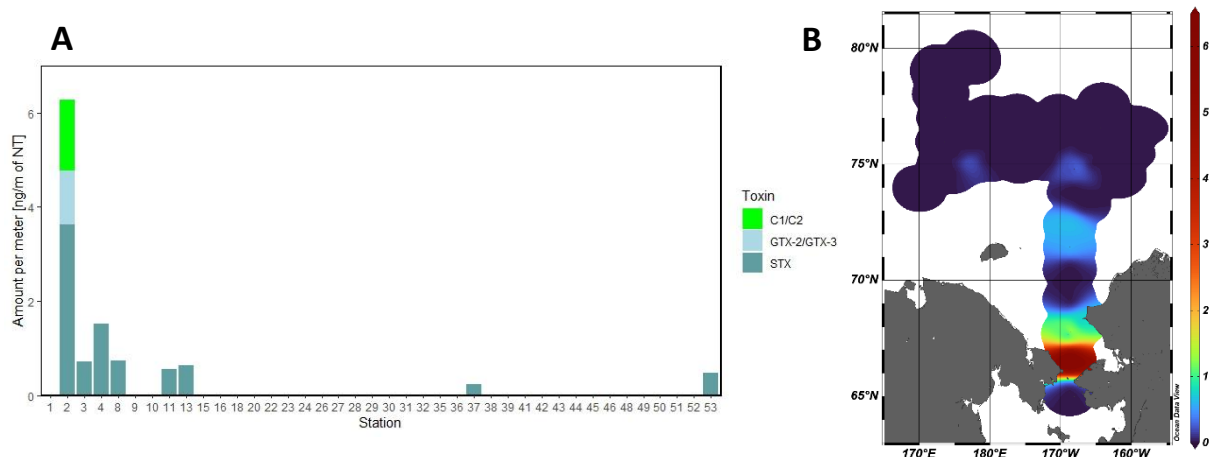 A
Amount per meter [ng/m of NT]
6
4
2
0
1 2 3 4 8 9 10 11 13 15 16 18 20 22 23 24 25 28 29 30 31 32 35 36 37 38 39 40 41 42 43 44 45 46 47 48 49 50 51 52 53
Station
Toxin
C1/C2
GTX-2/GTX-3
STX
B
80°N
75°N
70°N
65°N
170°E 180°E 170°W 160°W
Ocean Data View
6
5
4
3
2
1
0